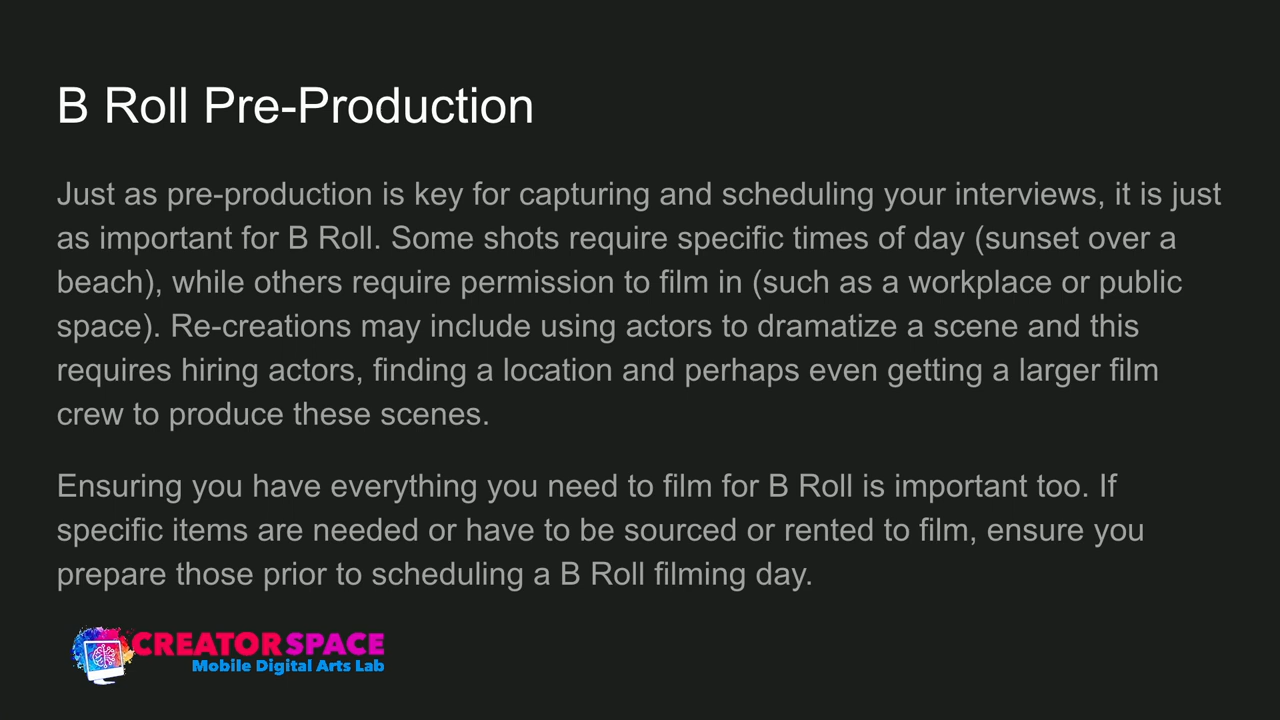 B Roll Pre-Production
Just as pre-production is key for capturing and scheduling your interviews, it is just
as important for B Roll. Some shots require specific times of day (sunset over a
beach), while others require permission to film in (such as a workplace or public
space). Re-creations may include using actors to dramatize a scene and this
requires hiring actors, finding a location and perhaps even getting a larger film
crew to produce these scenes.
Ensuring you have everything you need to film for B Roll is important too. If
specific items are needed or have to be sourced or rented to film, ensure you
prepare those prior to scheduling a B Roll filming day.
CREATORSPACE
Mobile Digital Arts Lab